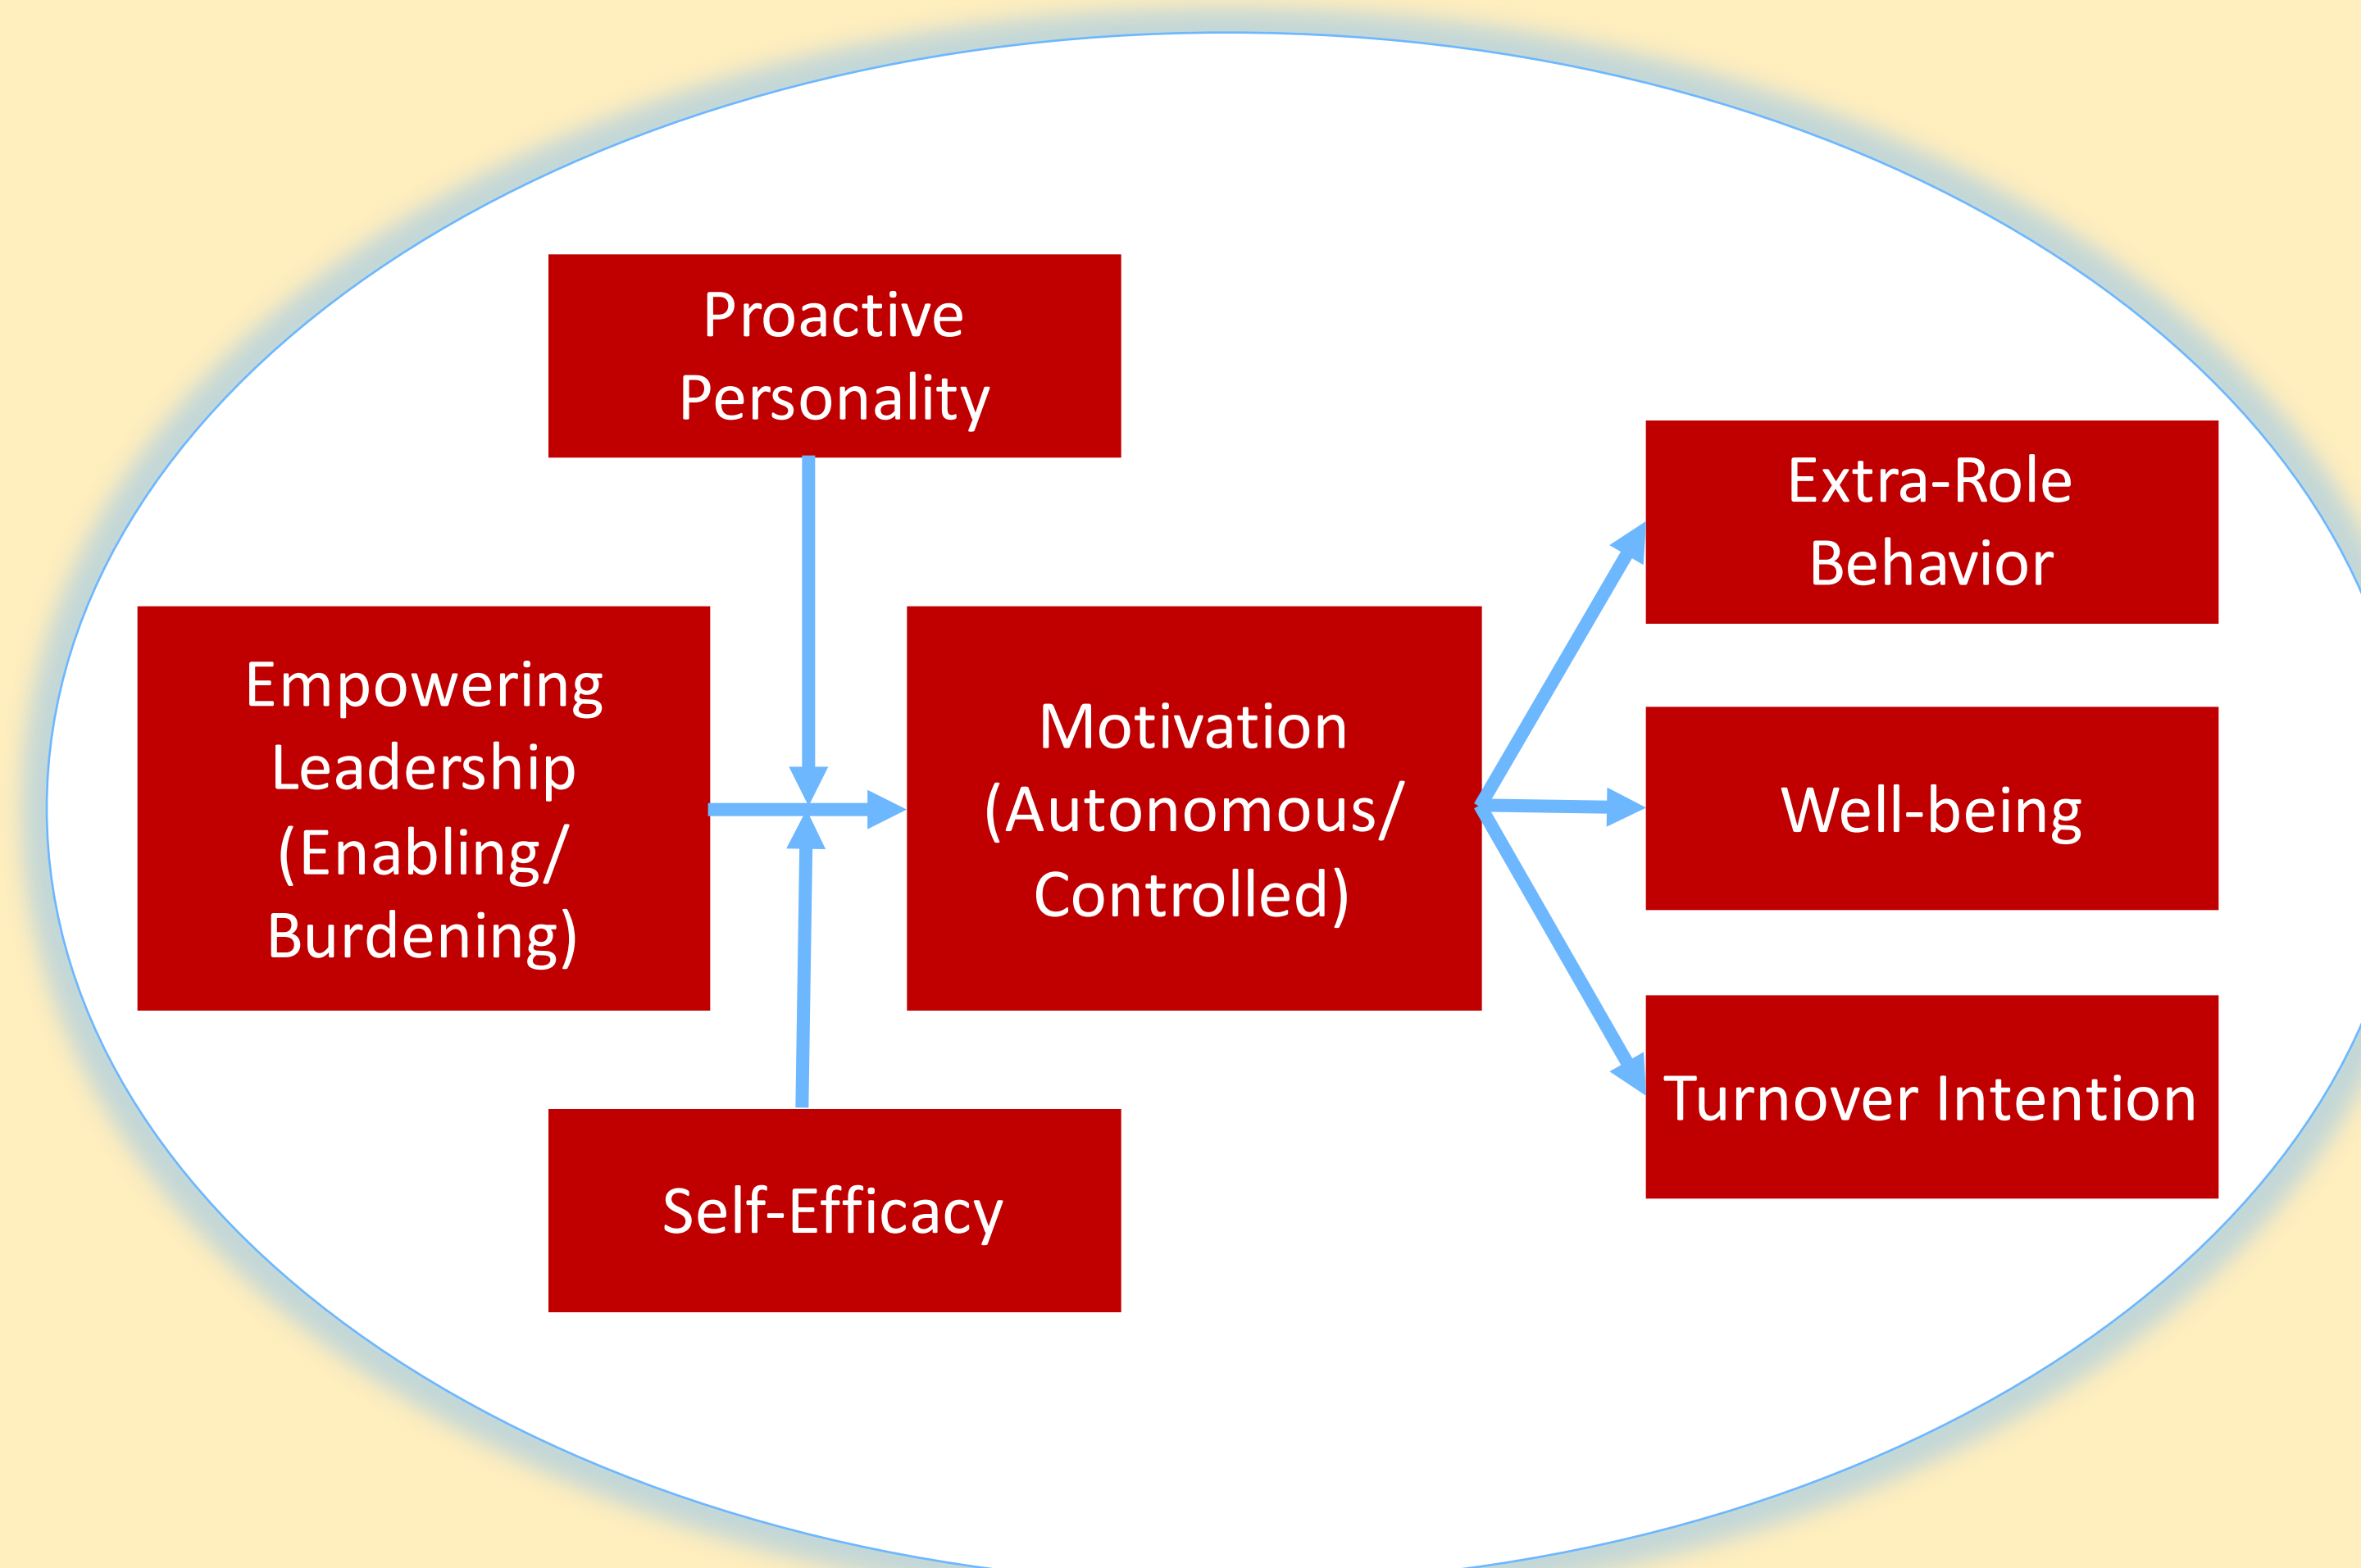 Proactive
Personality
Empowering
Leadership
(Enabling/
Burdening)
Motivation
(Autonomous/
Controlled)
Self-Efficacy
Extra-Role
Behavior
Well-being
Turnover Intention